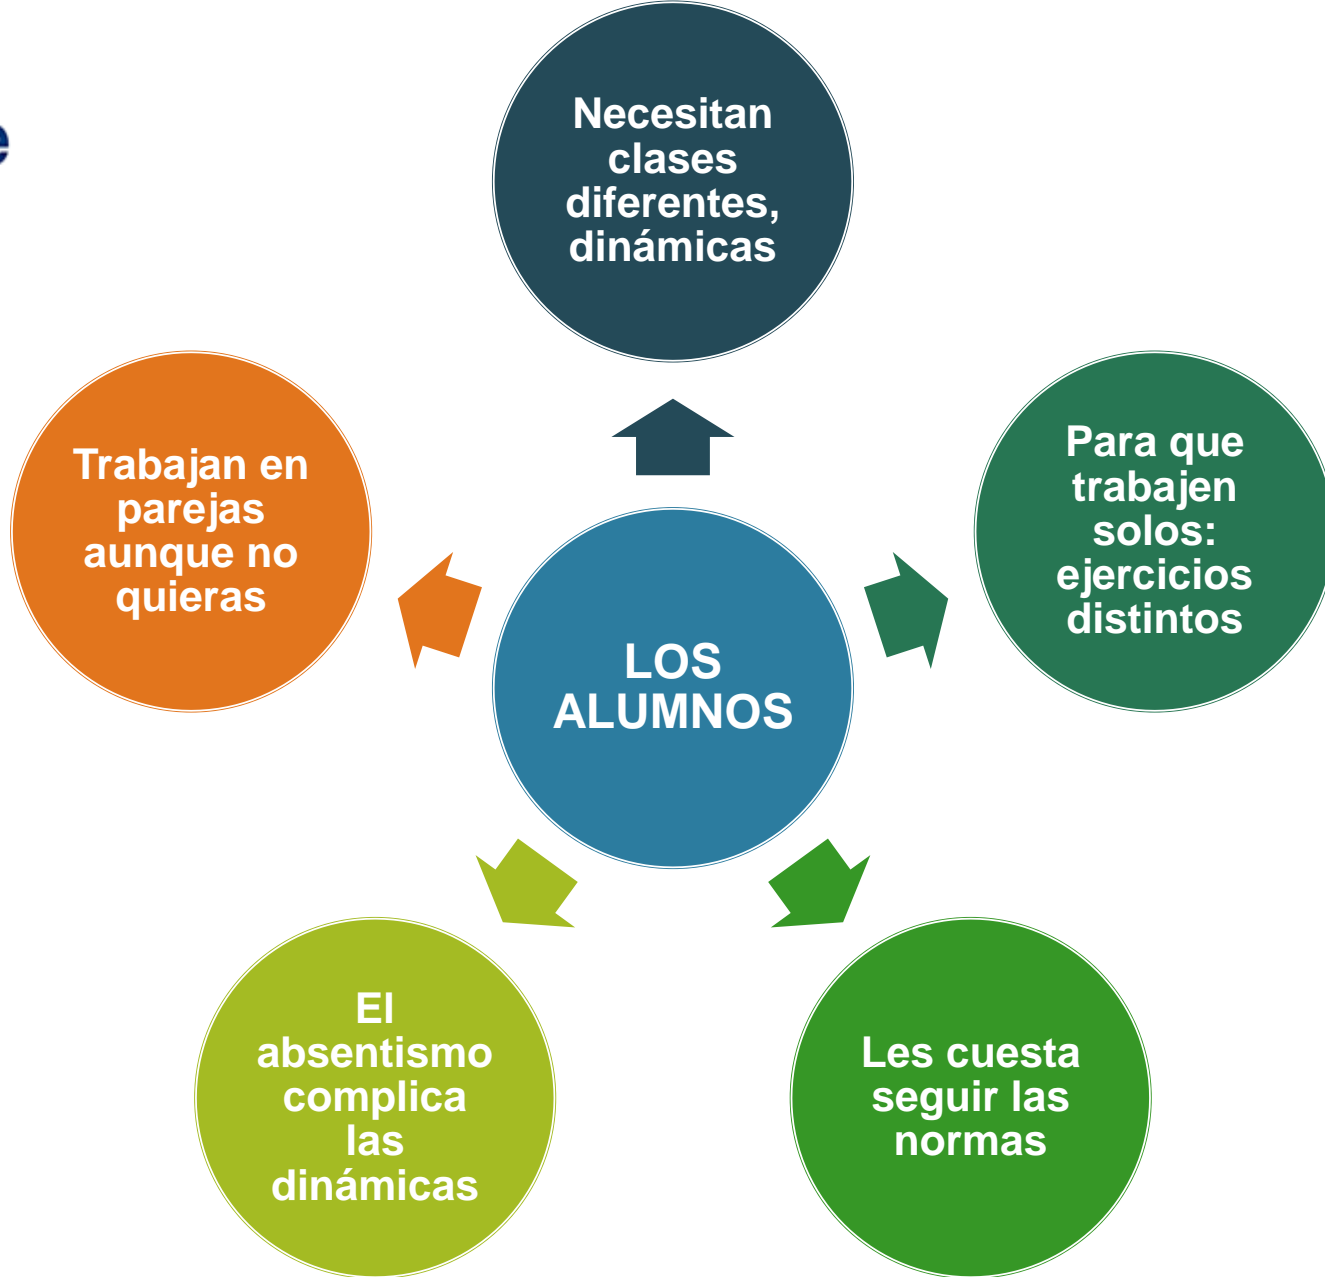 e
Necesitan
clases
diferentes,
dinámicas
Trabajan en
parejas
aunque no
quieras
Para que
trabajen
solos:
ejercicios
distintos
LOS
ALUMNOS
El
absentismo
complica
las
dinámicas
Les cuesta
seguir las
normas